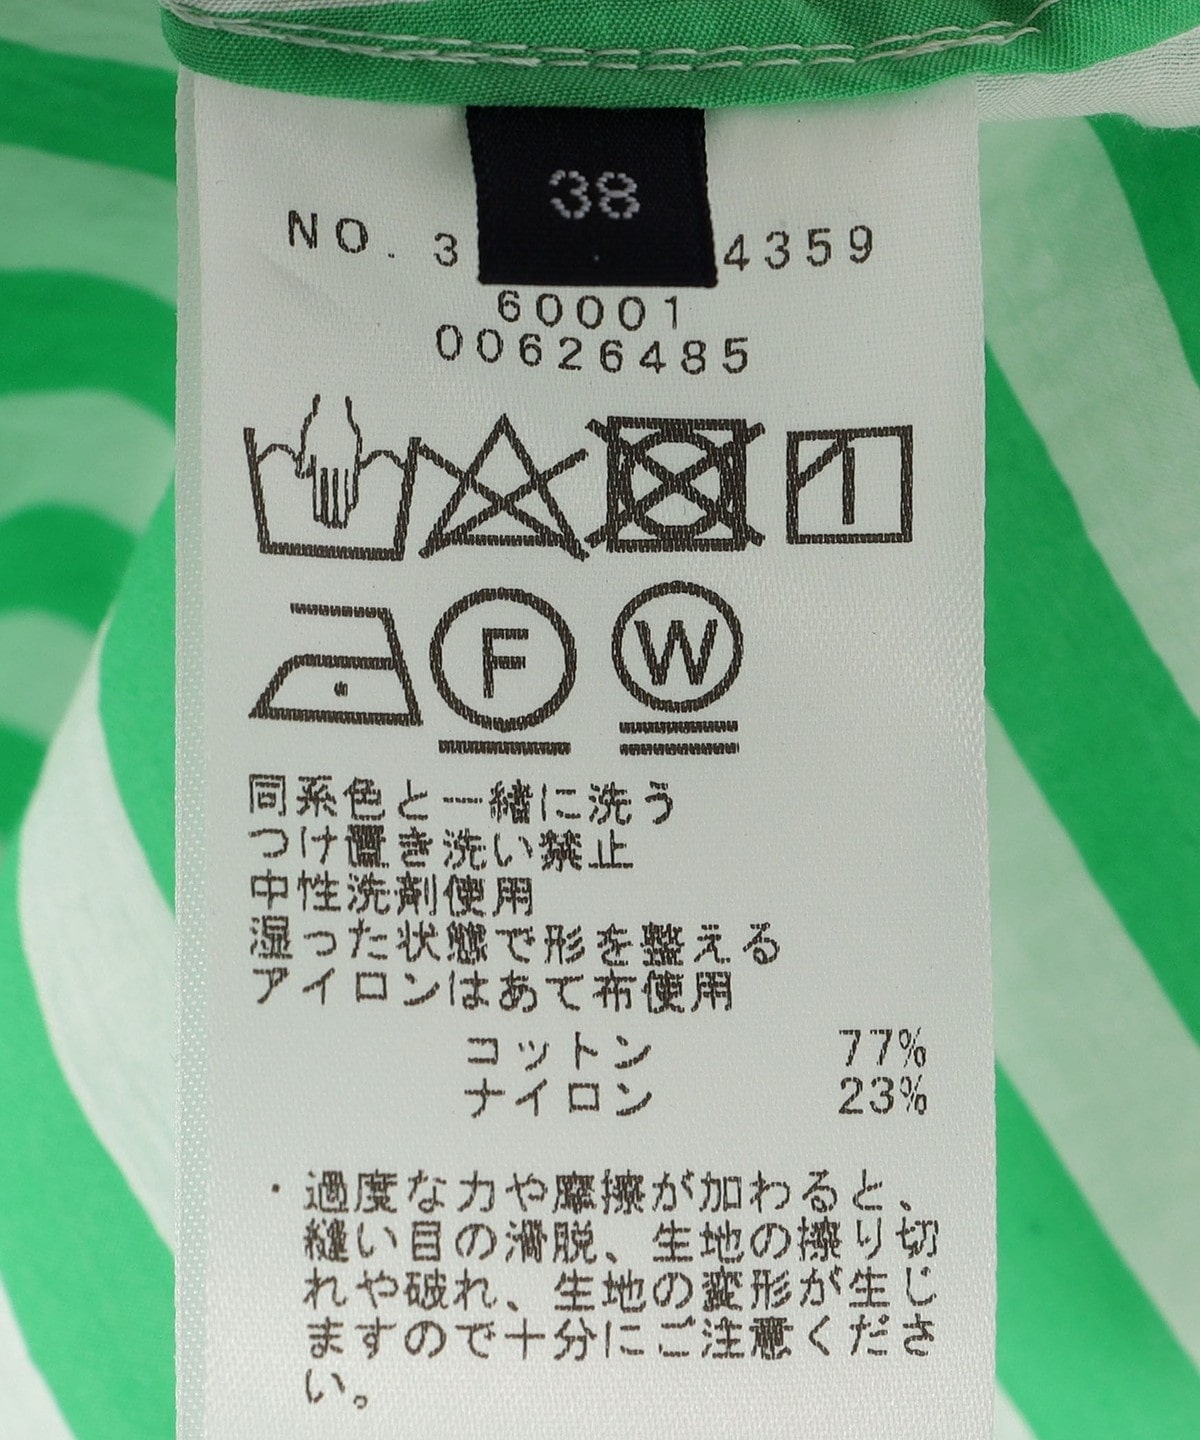 38
NO. 3 4359
60001
00626485
F
W
同系色と一緒に洗う
つけ置き洗い禁止
中性洗剤使用
湿った状態で形を整える
アイロンはあて布使用
コットン 77%
ナイロン 23%
・過度な力や摩擦が加わると、
縫い目の滑脱、生地の擦り切
れや破れ、生地の変形が生じ
ますので十分にご注意くださ
い。